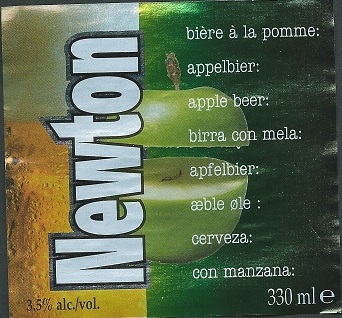 Newton
bière à la pomme:
appelbier:
apple beer:
birra con mela:
apfelbier:
æble øle :
cerveza:
con manzana:
3.5% alc./vol.
330 ml e